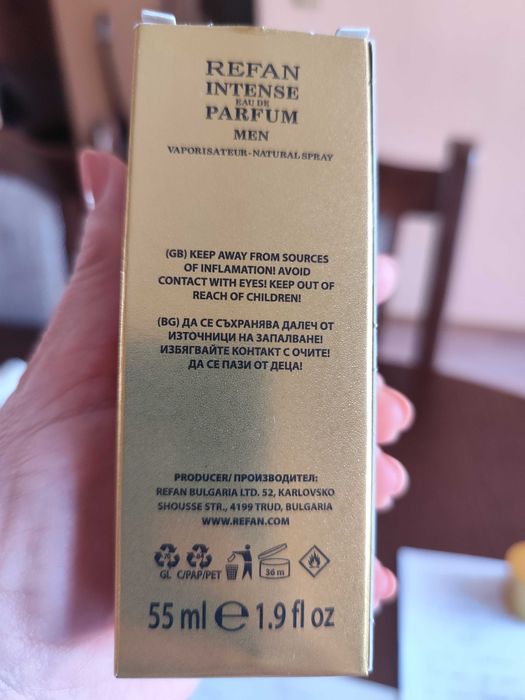 REFAN
INTENSE
EAU DE
PARFUM
MEN
VAPORISATEUR-NATURAL SPRAY
(GB) KEEP AWAY FROM SOURCES
OF INFLAMATION! AVOID
CONTACT WITH EYES! KEEP OUT OF
REACH OF CHILDREN!
(BG) ДА СЕ СЪХРАНЯВА ДАЛЕЧ ОТ
ИЗТОЧНИЦИ НА ЗАПАЛВАНЕ!
ИЗБЯГВАЙТЕ КОНТАКТ С ОЧИТЕ!
ДА СЕ ПАЗИ ОТ ДЕЦА!
PRODUCER/ ПРОИЗВОДИТЕЛ:
REFAN BULGARIA LTD. 52, KARLOVSKO
SHOUSSE STR., 4199 TRUD, BULGARIA
WWW.REFAN.COM
GL C/PAP/PET 36 m
55 ml e 1.9 fl oz